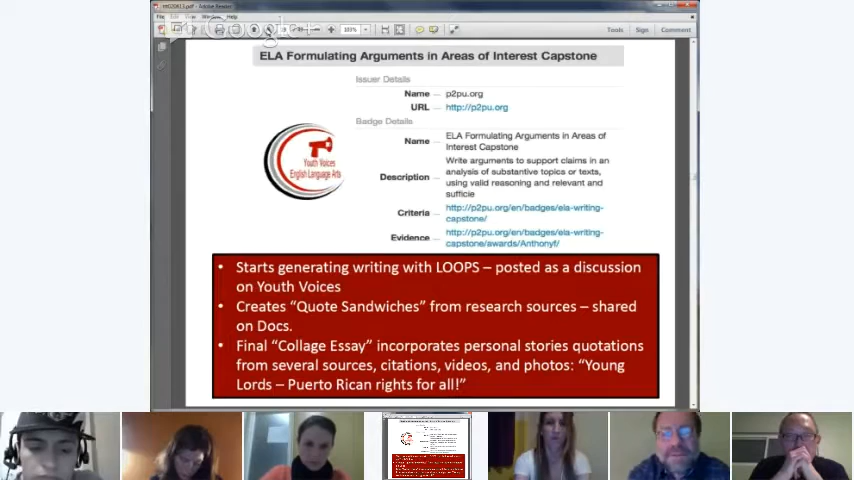 Google+
Tools Sign Comment
ELA Formulating Arguments in Areas of Interest Capstone
Issuer Details
Name — p2pu.org
URL — http://p2pu.org
Badge Details
Name — ELA Formulating Arguments in Areas of
Interest Capstone
Youth Voices
English Language Arts
Description — Write arguments to support claims in an
analysis of substantive topics or texts,
using valid reasoning and relevant and
sufficie
Criteria — http://p2pu.org/en/badges/ela-writing-
capstone/
Evidence — http://p2pu.org/en/badges/ela-writing-
capstone/awards/Anthonyf/
• Starts generating writing with LOOPS – posted as a discussion
on Youth Voices
• Creates “Quote Sandwiches” from research sources – shared
on Docs.
• Final “Collage Essay” incorporates personal stories quotations
from several sources, citations, videos, and photos: “Young
Lords – Puerto Rican rights for all!”